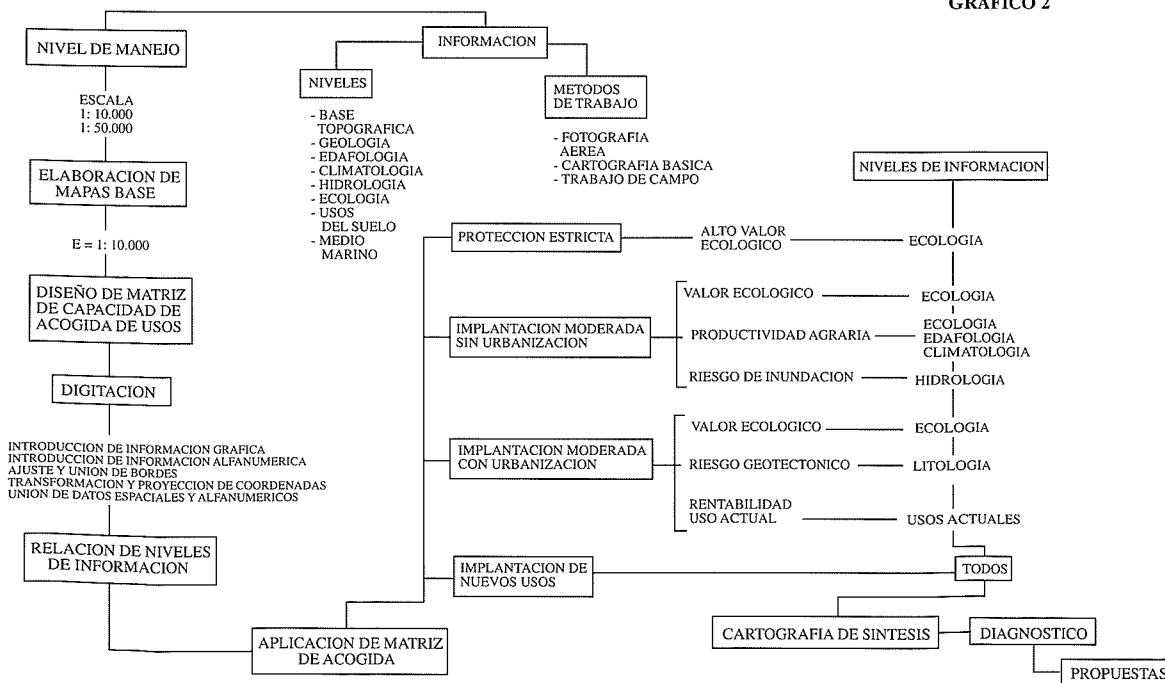 GRAFICO 2
NIVEL DE MANEJO
ESCALA
1: 10.000
1: 50.000
ELABORACION DE
MAPAS BASE
E = 1: 10.000
DISEÑO DE MATRIZ
DE CAPACIDAD DE
ACOGIDA DE USOS
DIGITACION
INTRODUCCION DE INFORMACION GRAFICA
INTRODUCCION DE INFORMACION ALFANUMERICA
AJUSTE Y UNION DE BORDES
TRANSFORMACION Y PROYECCION DE COORDENADAS
UNION DE DATOS ESPACIALES Y ALFANUMERICOS
RELACION DE NIVELES
DE INFORMACION
APLICACION DE MATRIZ
DE ACOGIDA
INFORMACION
NIVELES
- BASE
TOPOGRAFICA
- GEOLOGIA
- EDAFOLOGIA
- CLIMATOLOGIA
- HIDROLOGIA
- ECOLOGIA
- USOS
DEL SUELO
- MEDIO
MARINO
METODOS
DE TRABAJO
- FOTOGRAFIA
AEREA
- CARTOGRAFIA BASICA
- TRABAJO DE CAMPO
NIVELES DE INFORMACION
PROTECCION ESTRICTA
ALTO VALOR
ECOLOGICO
ECOLOGIA
IMPLANTACION MODERADA
SIN URBANIZACION
VALOR ECOLOGICO
ECOLOGIA
PRODUCTIVIDAD AGRARIA
ECOLOGIA
EDAFOLOGIA
CLIMATOLOGIA
RIESGO DE INUNDACION
HIDROLOGIA
IMPLANTACION MODERADA
CON URBANIZACION
VALOR ECOLOGICO
ECOLOGIA
RIESGO GEOTECTONICO
LITOLOGIA
RENTABILIDAD
USO ACTUAL
USOS ACTUALES
IMPLANTACION DE
NUEVOS USOS
TODOS
CARTOGRAFIA DE SINTESIS
DIAGNOSTICO
PROPUESTAS